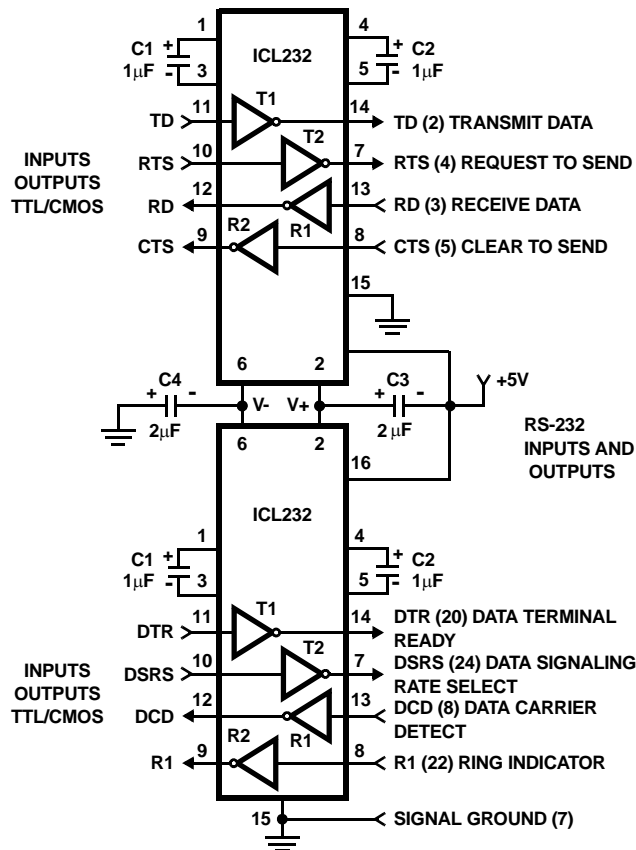 1
4
C1
+
ICL232
+
C2
1µF
-
3
5
-
1µF
11
T1
14
TD
TD (2) TRANSMIT DATA
10
T2
7
INPUTS
OUTPUTS
TTL/CMOS
RTS
RTS (4) REQUEST TO SEND
12
13
RD
RD (3) RECEIVE DATA
9
R2
R1
8
CTS
CTS (5) CLEAR TO SEND
15
6
2
C4
C3
+
-
V-
V+
+
-
+5V
2µF
2µF
6
2
RS-232
INPUTS AND
OUTPUTS
16
ICL232
1
4
C1
+
+
C2
1µF
-
3
5
-
1µF
11
T1
14
DTR
DTR (20) DATA TERMINAL
READY
10
T2
7
INPUTS
OUTPUTS
TTL/CMOS
DSRS
DSRS (24) DATA SIGNALING
RATE SELECT
12
13
DCD
DCD (8) DATA CARRIER
DETECT
9
R2
R1
8
R1
R1 (22) RING INDICATOR
15
SIGNAL GROUND (7)